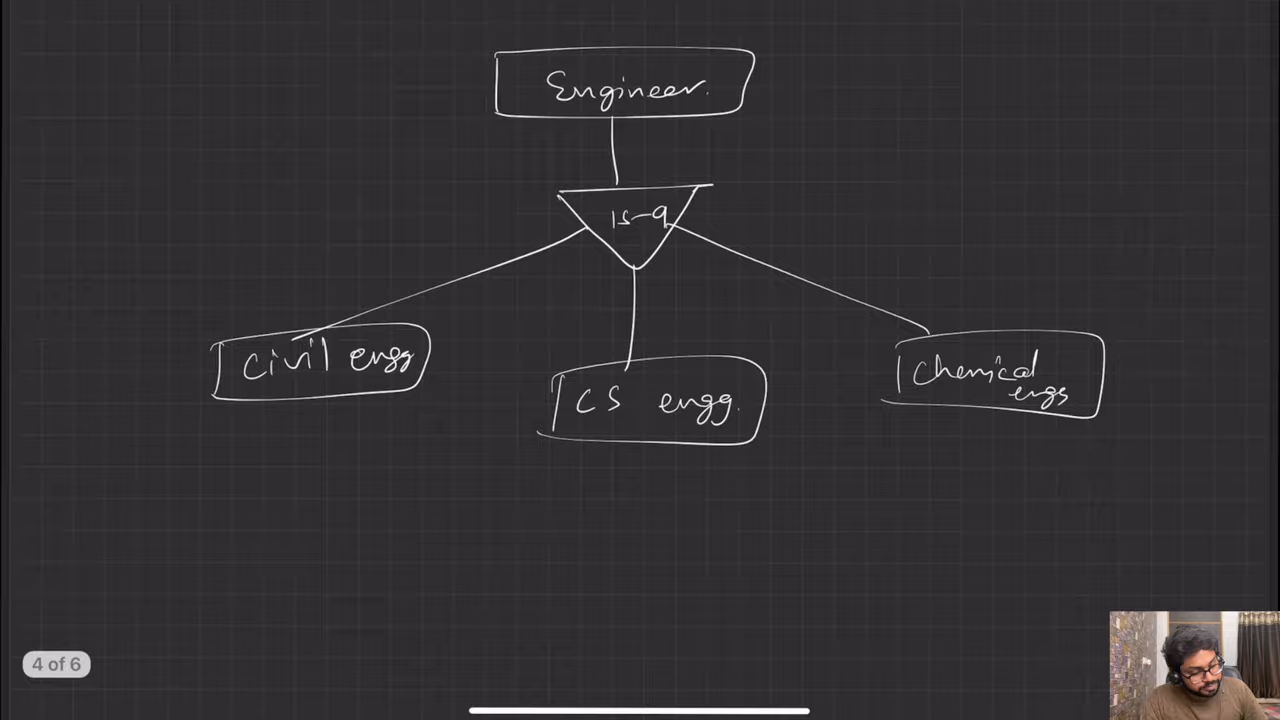 Engineer.
is-a
civil engg
CS engg.
chemical
engg
4 of 6